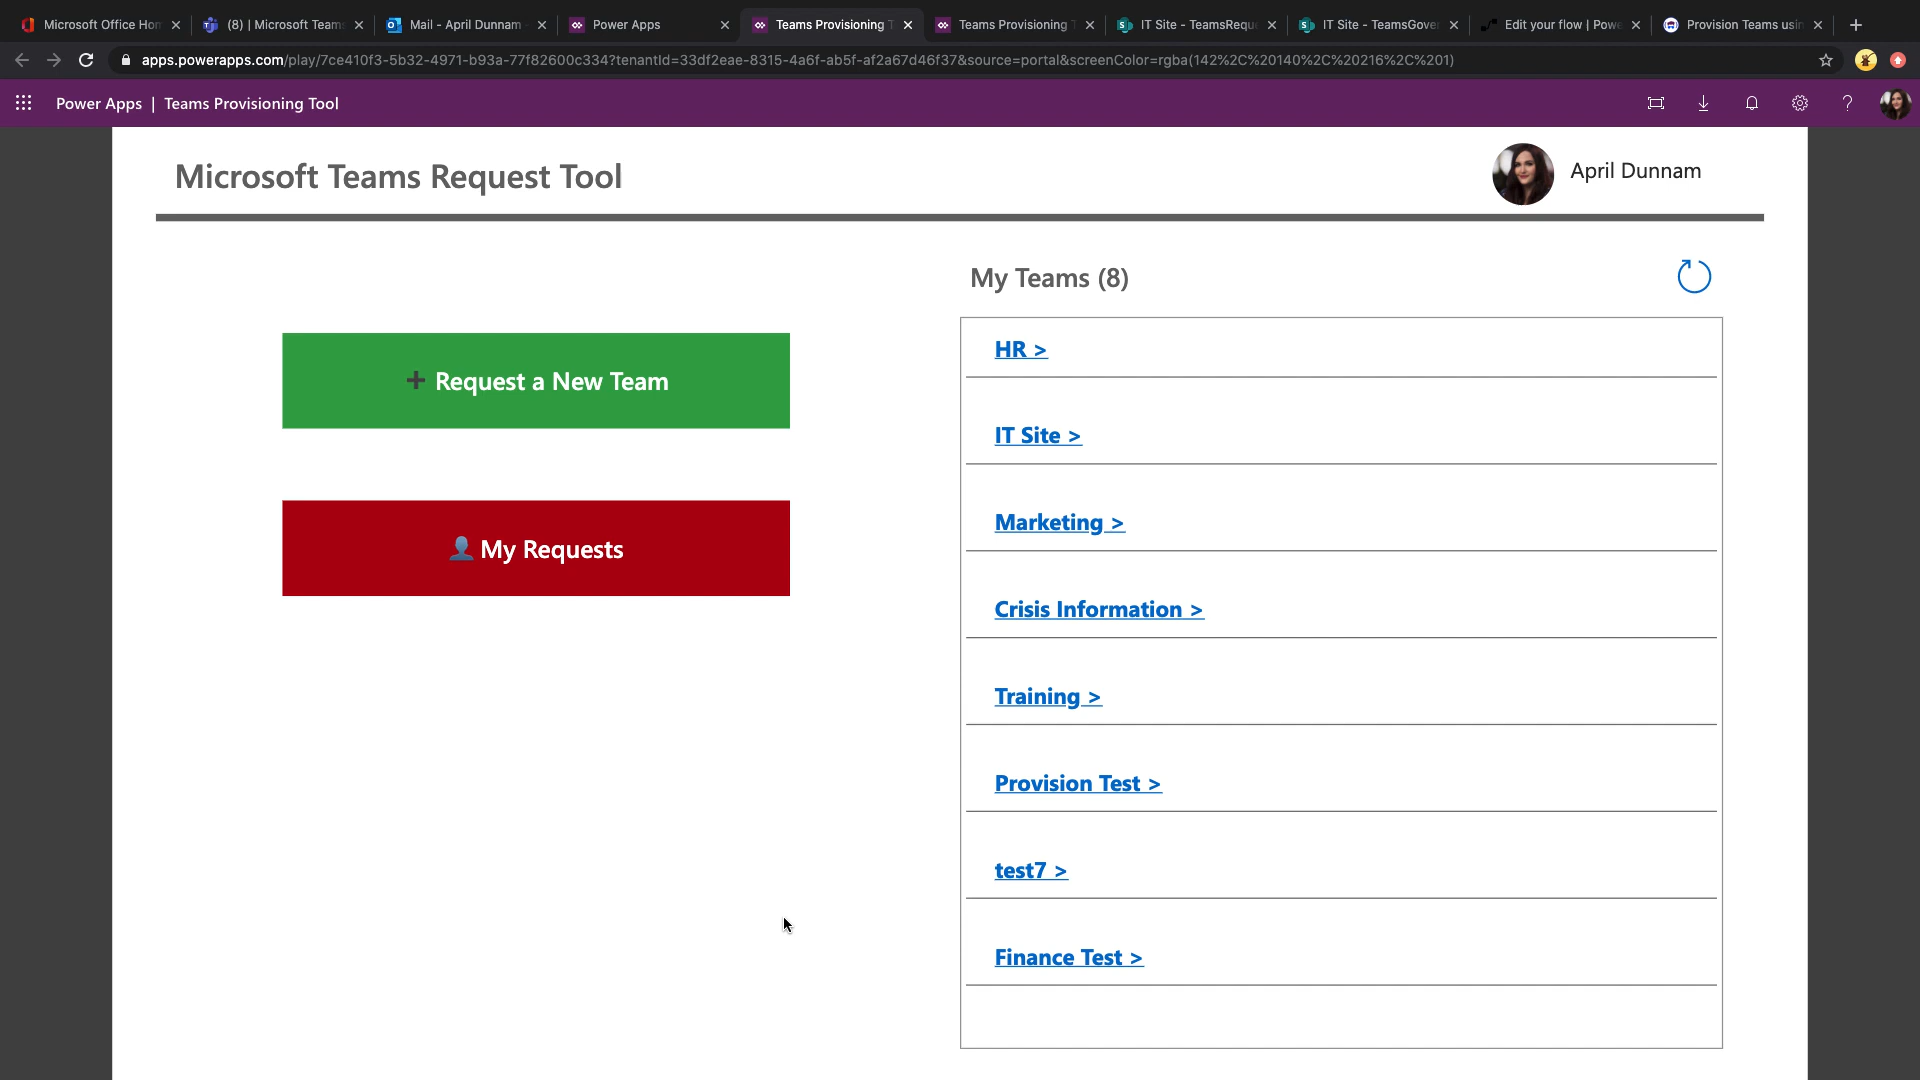 Microsoft Office Hom
(8) | Microsoft Teams
Mail - April Dunnam -
Power Apps
Teams Provisioning T
Teams Provisioning T
IT Site - TeamsReque
IT Site - TeamsGover
Edit your flow | Powe
Provision Teams usin
apps.powerapps.com/play/7ce410f3-5b32-4971-b93a-77f82600c334?tenantId=33df2eae-8315-4a6f-ab5f-af2a67d46f37&source=portal&screenColor=rgba(142%2C%20140%2C%20216%2C%201)
Power Apps | Teams Provisioning Tool
Microsoft Teams Request Tool
April Dunnam
My Teams (8)
➕ Request a New Team
My Requests
HR >
IT Site >
Marketing >
Crisis Information >
Training >
Provision Test >
test7 >
Finance Test >